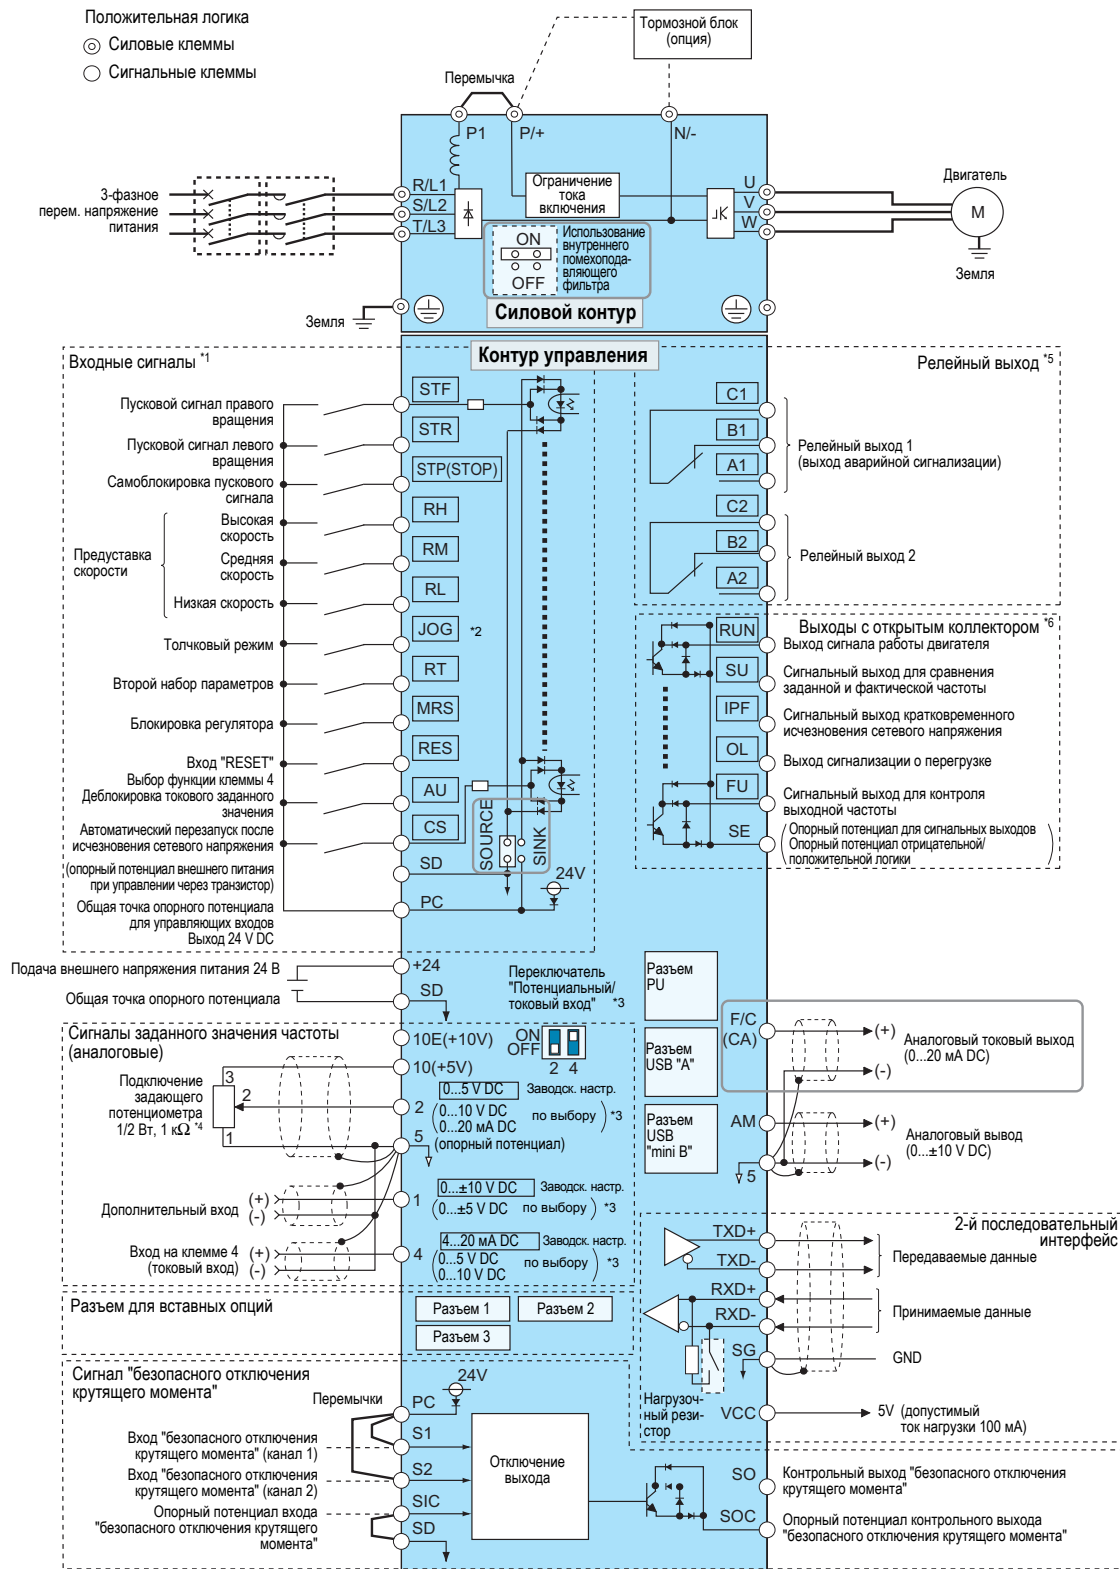 Положительная логика
Силовые клеммы
Сигнальные клеммы
Тормозной блок
(опция)
Перемычка
P1
P/+
N/-
3-фазное
перем. напряжение
питания
R/L1
S/L2
T/L3
Ограничение
тока
включения
U
V
W
Двигатель
M
Земля
ON
OFF
Использование
внутреннего
помехопода-
вляющего
фильтра
Земля
Силовой контур
Контур управления
Входные сигналы *1
Пусковой сигнал правого
вращения
STF
Пусковой сигнал левого
вращения
STR
Самоблокировка пускового
сигнала
STP(STOP)
Предуставка
скорости
Высокая
скорость
RH
Средняя
скорость
RM
Низкая скорость
RL
Толчковый режим
JOG *2
Второй набор параметров
RT
Блокировка регулятора
MRS
Вход "RESET"
RES
Выбор функции клеммы 4
Деблокировка токового заданного
значения
AU
Автоматический перезапуск после
исчезновения сетевого напряжения
CS
SOURCE
SINK
(опорный потенциал внешнего питания
при управлении через транзистор)
SD
24V
Общая точка опорного потенциала
для управляющих входов
Выход 24 V DC
PC
Релейный выход *5
C1
B1
A1
Релейный выход 1
(выход аварийной сигнализации)
C2
B2
A2
Релейный выход 2
Выходы с открытым коллектором *6
RUN
Выход сигнала работы двигателя
SU
Сигнальный выход для сравнения
заданной и фактической частоты
IPF
Сигнальный выход кратковременного
исчезновения сетевого напряжения
OL
Выход сигнализации о перегрузке
FU
Сигнальный выход для контроля
выходной частоты
SE
Опорный потенциал для сигнальных выходов
Опорный потенциал отрицательной/
положительной логики
Подача внешнего напряжения питания 24 В
+24
Общая точка опорного потенциала
SD
Переключатель
"Потенциальный/
токовый вход" *3
ON
OFF
2 4
Разъем
PU
Разъем
USB "A"
Разъем
USB
"mini B"
F/C
(CA)
(+)
(-)
Аналоговый токовый выход
(0...20 мА DC)
AM
(+)
(-)
5
Аналоговый вывод
(0...±10 V DC)
Сигналы заданного значения частоты
(аналоговые)
Подключение
задающего
потенциометра
1/2 Вт, 1 кΩ *4
3
2
1
10E(+10V)
10(+5V)
2
0...5 V DC Заводск. настр.
(0...10 V DC
0...20 мА DC по выбору) *3
5
(опорный потенциал)
Дополнительный вход
(+)
(-)
1
0...±10 V DC Заводск. настр.
(0...±5 V DC по выбору) *3
Вход на клемме 4
(токовый вход)
(+)
(-)
4
4...20 мА DC Заводск. настр.
(0...5 V DC
0...10 V DC по выбору) *3
2-й последовательный
интерфейс
TXD+
TXD-
Передаваемые данные
RXD+
RXD-
Принимаемые данные
SG
GND
Нагрузоч-
ный рези-
стор
VCC
5V (допустимый
ток нагрузки 100 мА)
Разъем для вставных опций
Разъем 1
Разъем 2
Разъем 3
Сигнал "безопасного отключения
крутящего момента"
Перемычки
24V
PC
Вход "безопасного отключения
крутящего момента" (канал 1)
S1
Вход "безопасного отключения
крутящего момента" (канал 2)
S2
Опорный потенциал входа
"безопасного отключения крутящего
момента"
SIC
SD
Отключение
выхода
SO
Контрольный выход "безопасного отключения
крутящего момента"
SOC
Опорный потенциал контрольного выхода
"безопасного отключения крутящего момента"